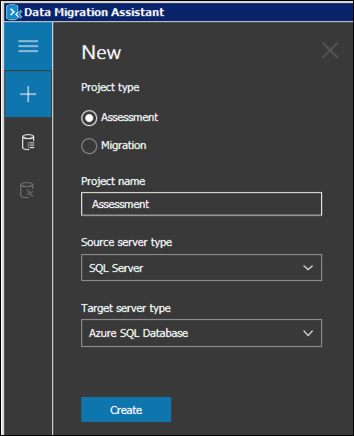 Data Migration Assistant
New
Project type
Assessment
Migration
Project name
Assessment
Source server type
SQL Server
Target server type
Azure SQL Database
Create